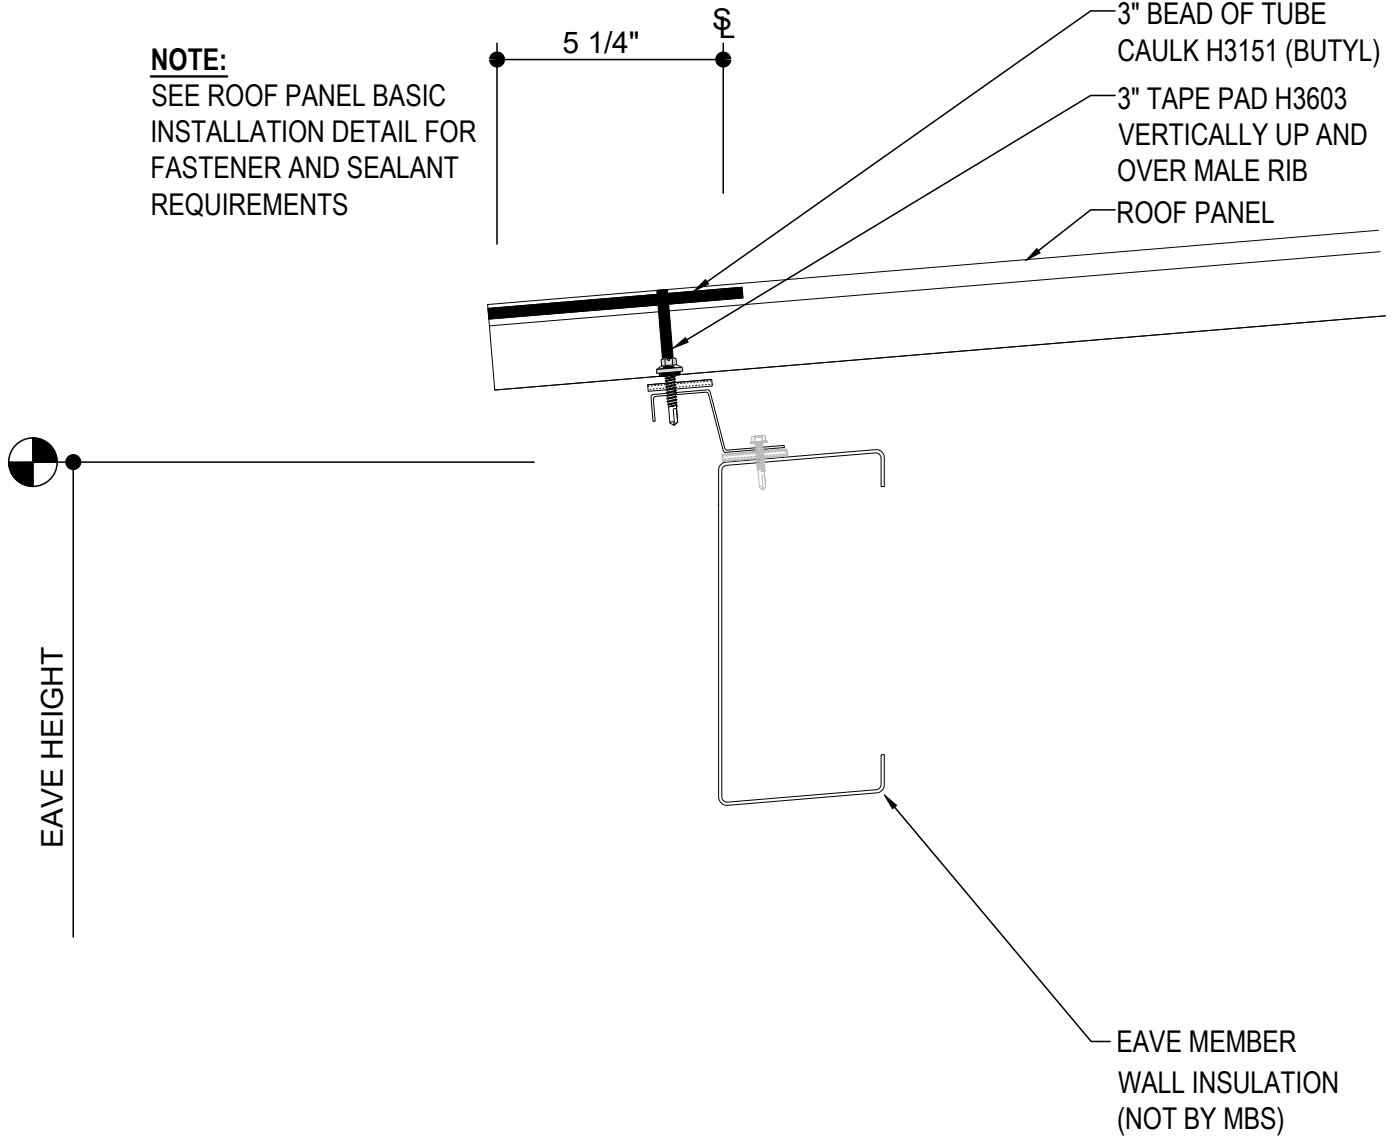 NOTE:
SEE ROOF PANEL BASIC
INSTALLATION DETAIL FOR
FASTENER AND SEALANT
REQUIREMENTS
5 1/4"
SL
3" BEAD OF TUBE
CAULK H3151 (BUTYL)
3" TAPE PAD H3603
VERTICALLY UP AND
OVER MALE RIB
ROOF PANEL
EAVE HEIGHT
EAVE MEMBER
WALL INSULATION
(NOT BY MBS)